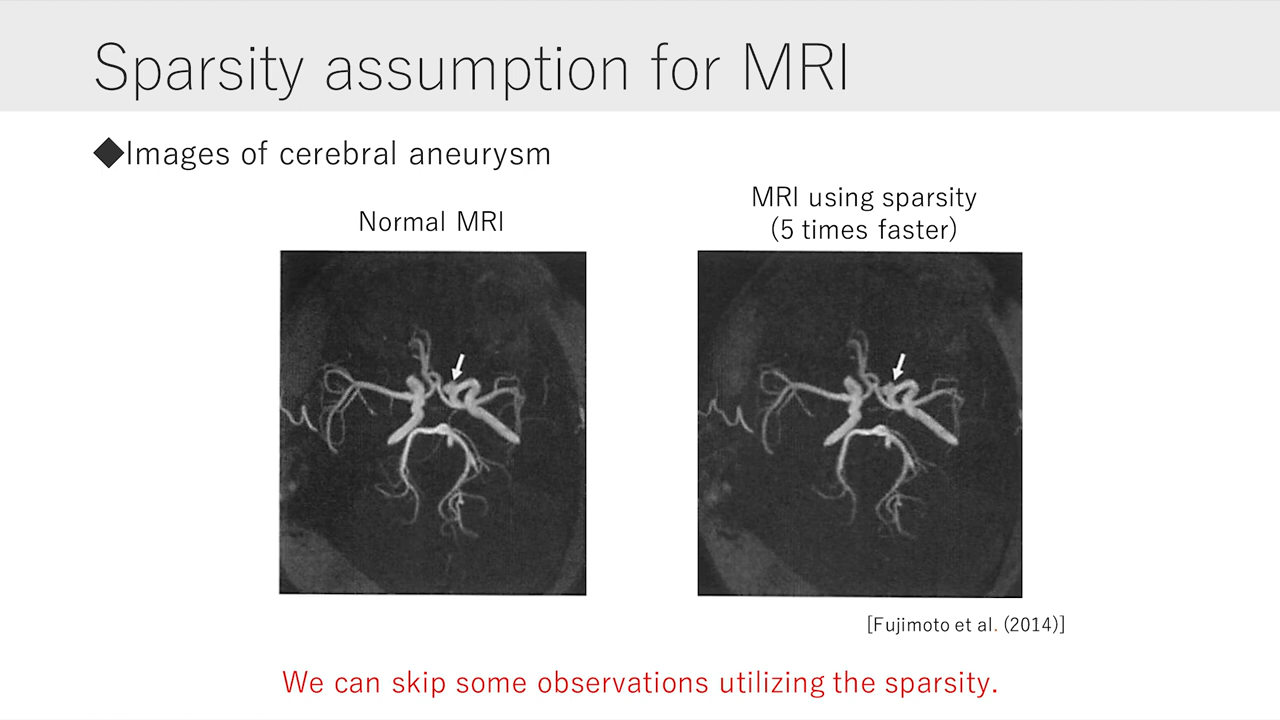 Sparsity assumption for MRI
◆Images of cerebral aneurysm
Normal MRI
MRI using sparsity
(5 times faster)
[Fujimoto et al. (2014)]
We can skip some observations utilizing the sparsity.